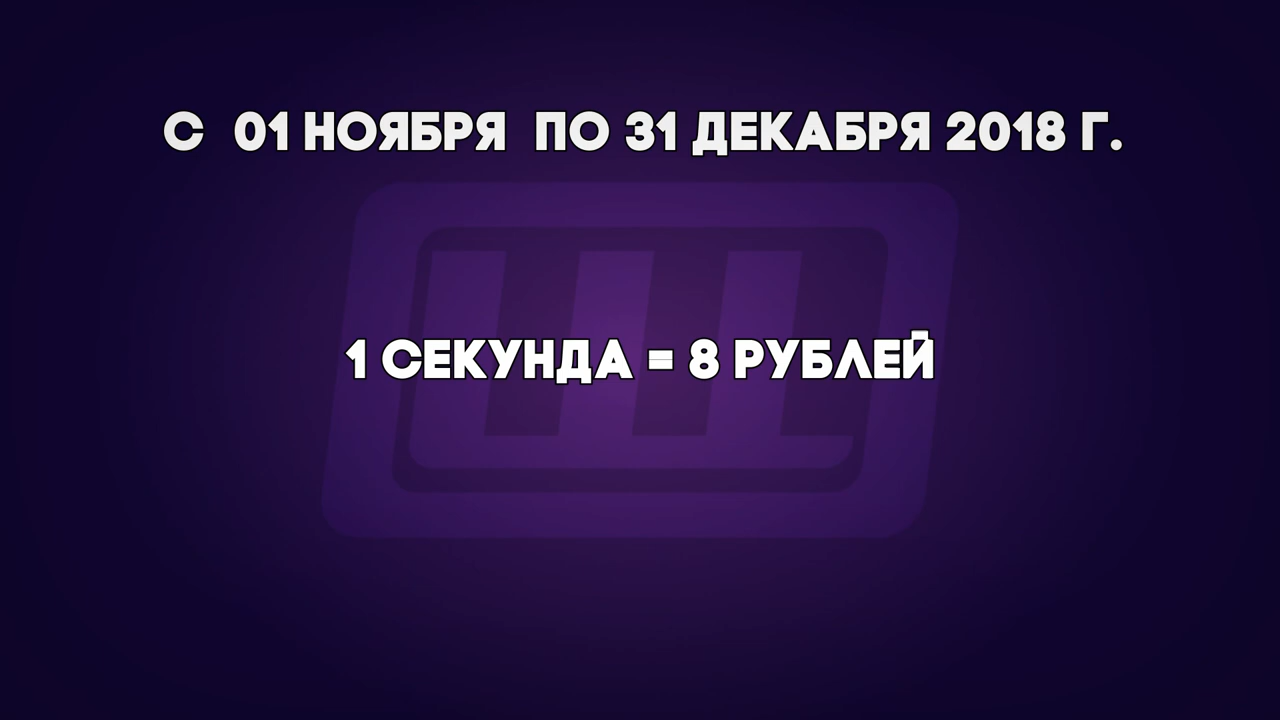 С 01 НОЯБРЯ ПО 31 ДЕКАБРЯ 2018 Г.
1 СЕКУНДА = 8 РУБЛЕЙ